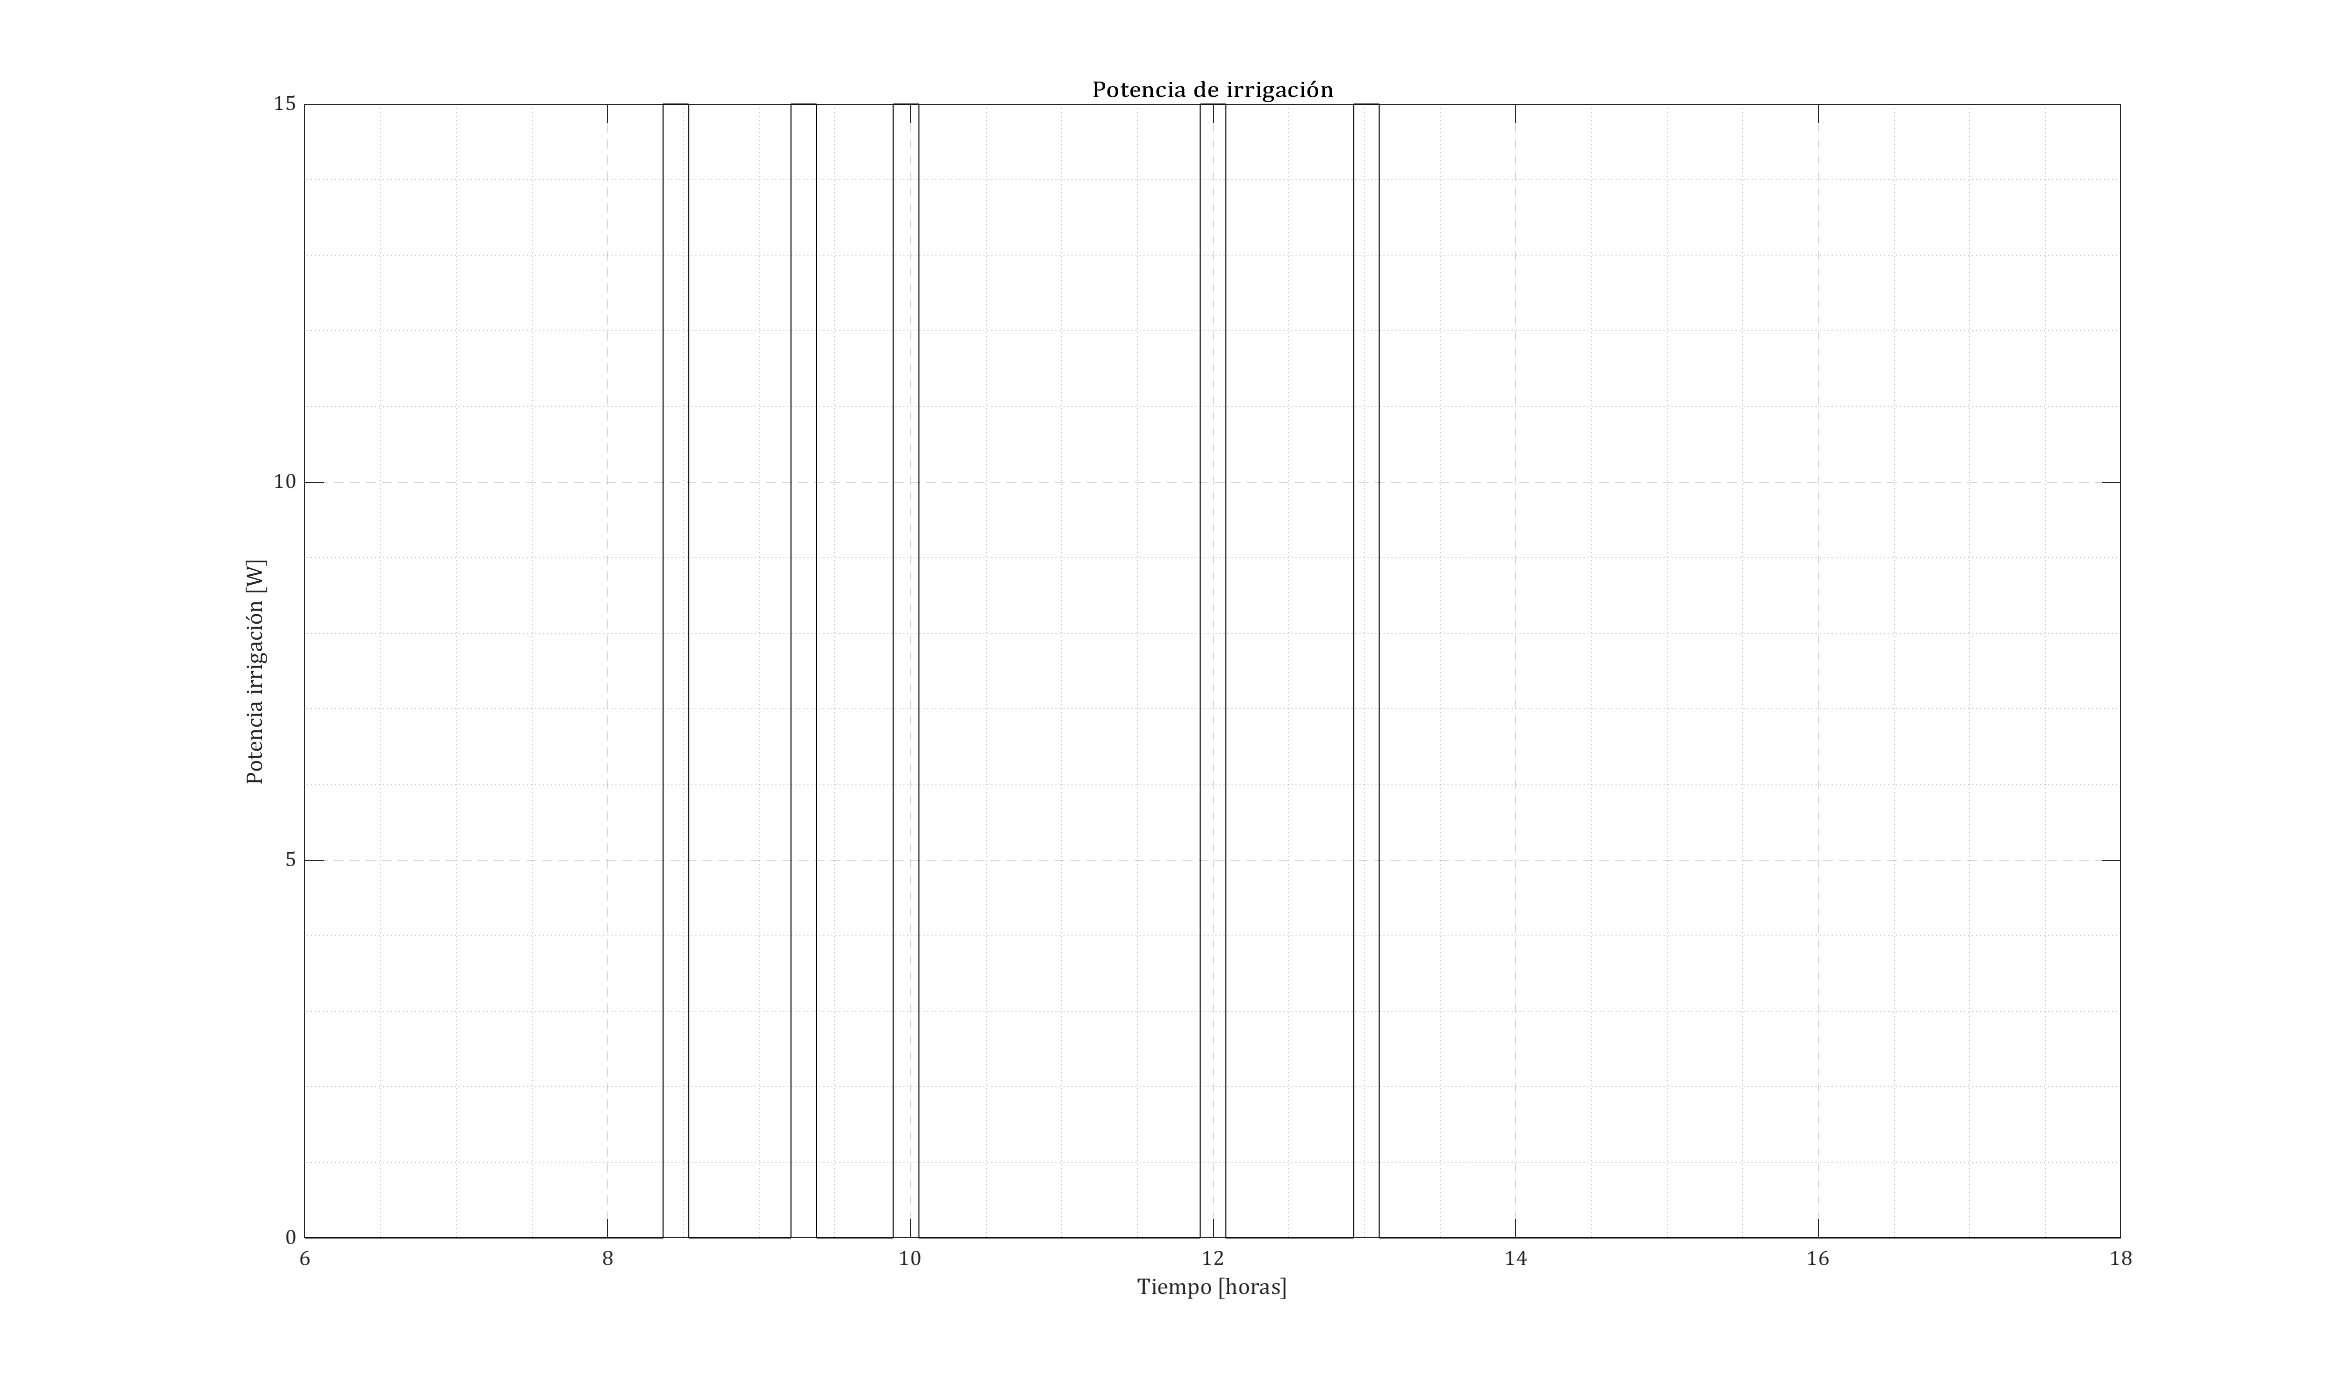 Potencia de irrigación
15
10
5
0
Potencia irrigación [W]
6 8 10 12 14 16 18
Tiempo [horas]